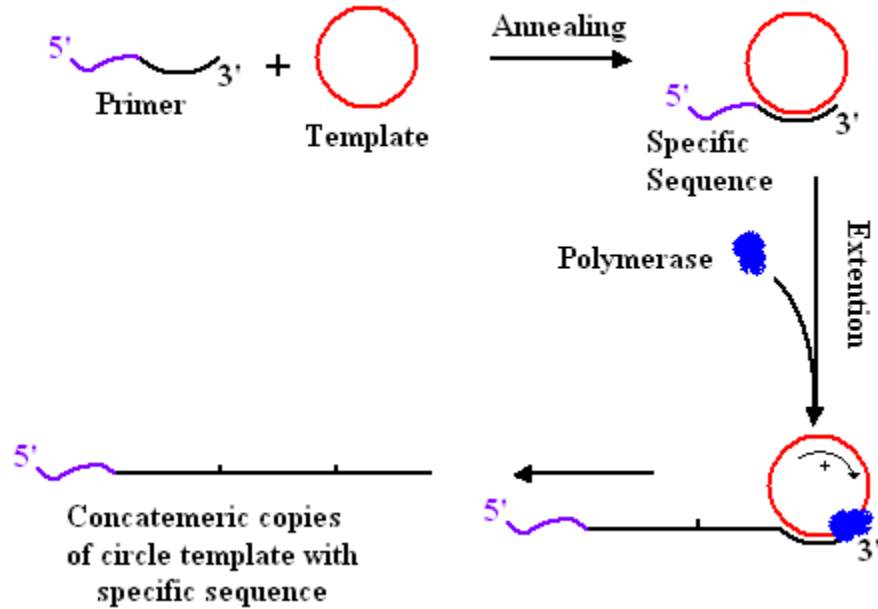 5'
3'
Primer
+
Template
Annealing
5'
3'
Specific
Sequence
Polymerase
Extention
+
3'
5'
5'
Concatemeric copies
of circle template with
specific sequence